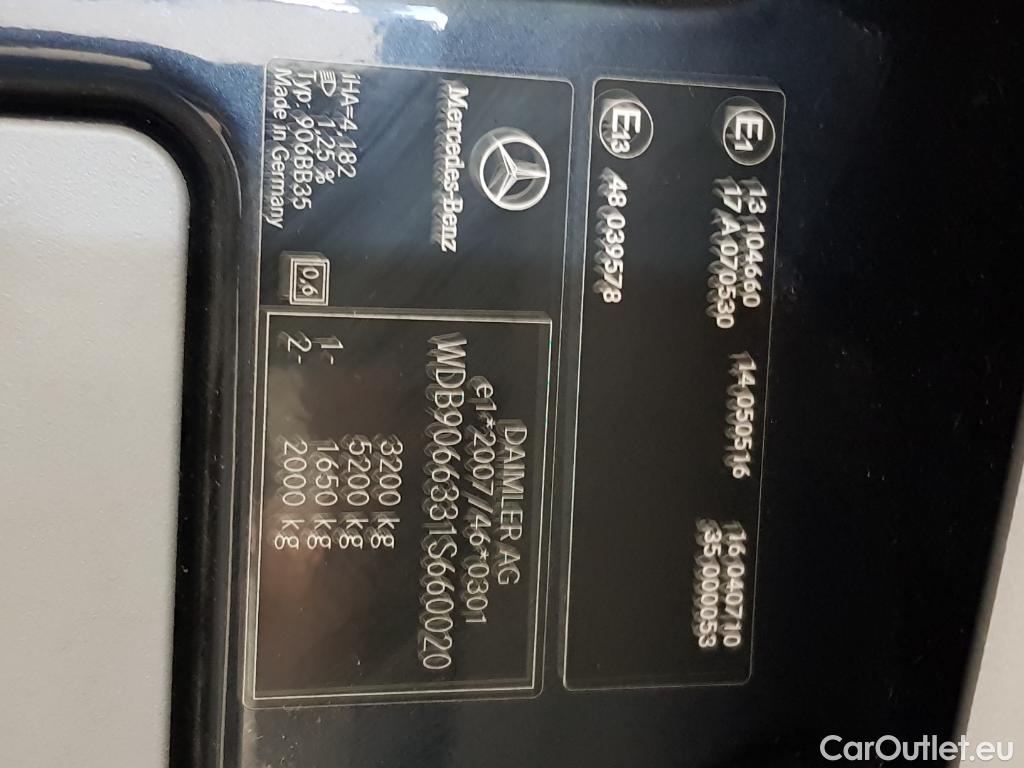 E1 13 104660 14 050516 16 040710
17 A070530 35 0000053
E13 48 039578
Mercedes-Benz
iHA=4,182
1,25 %
Typ: 906BB35
Made in Germany
0,6
DAIMLER AG
e1*2007/46*0301
WDB9066331S660020
3200 kg
5200 kg
1- 1650 kg
2- 2000 kg
CarOutlet.eu